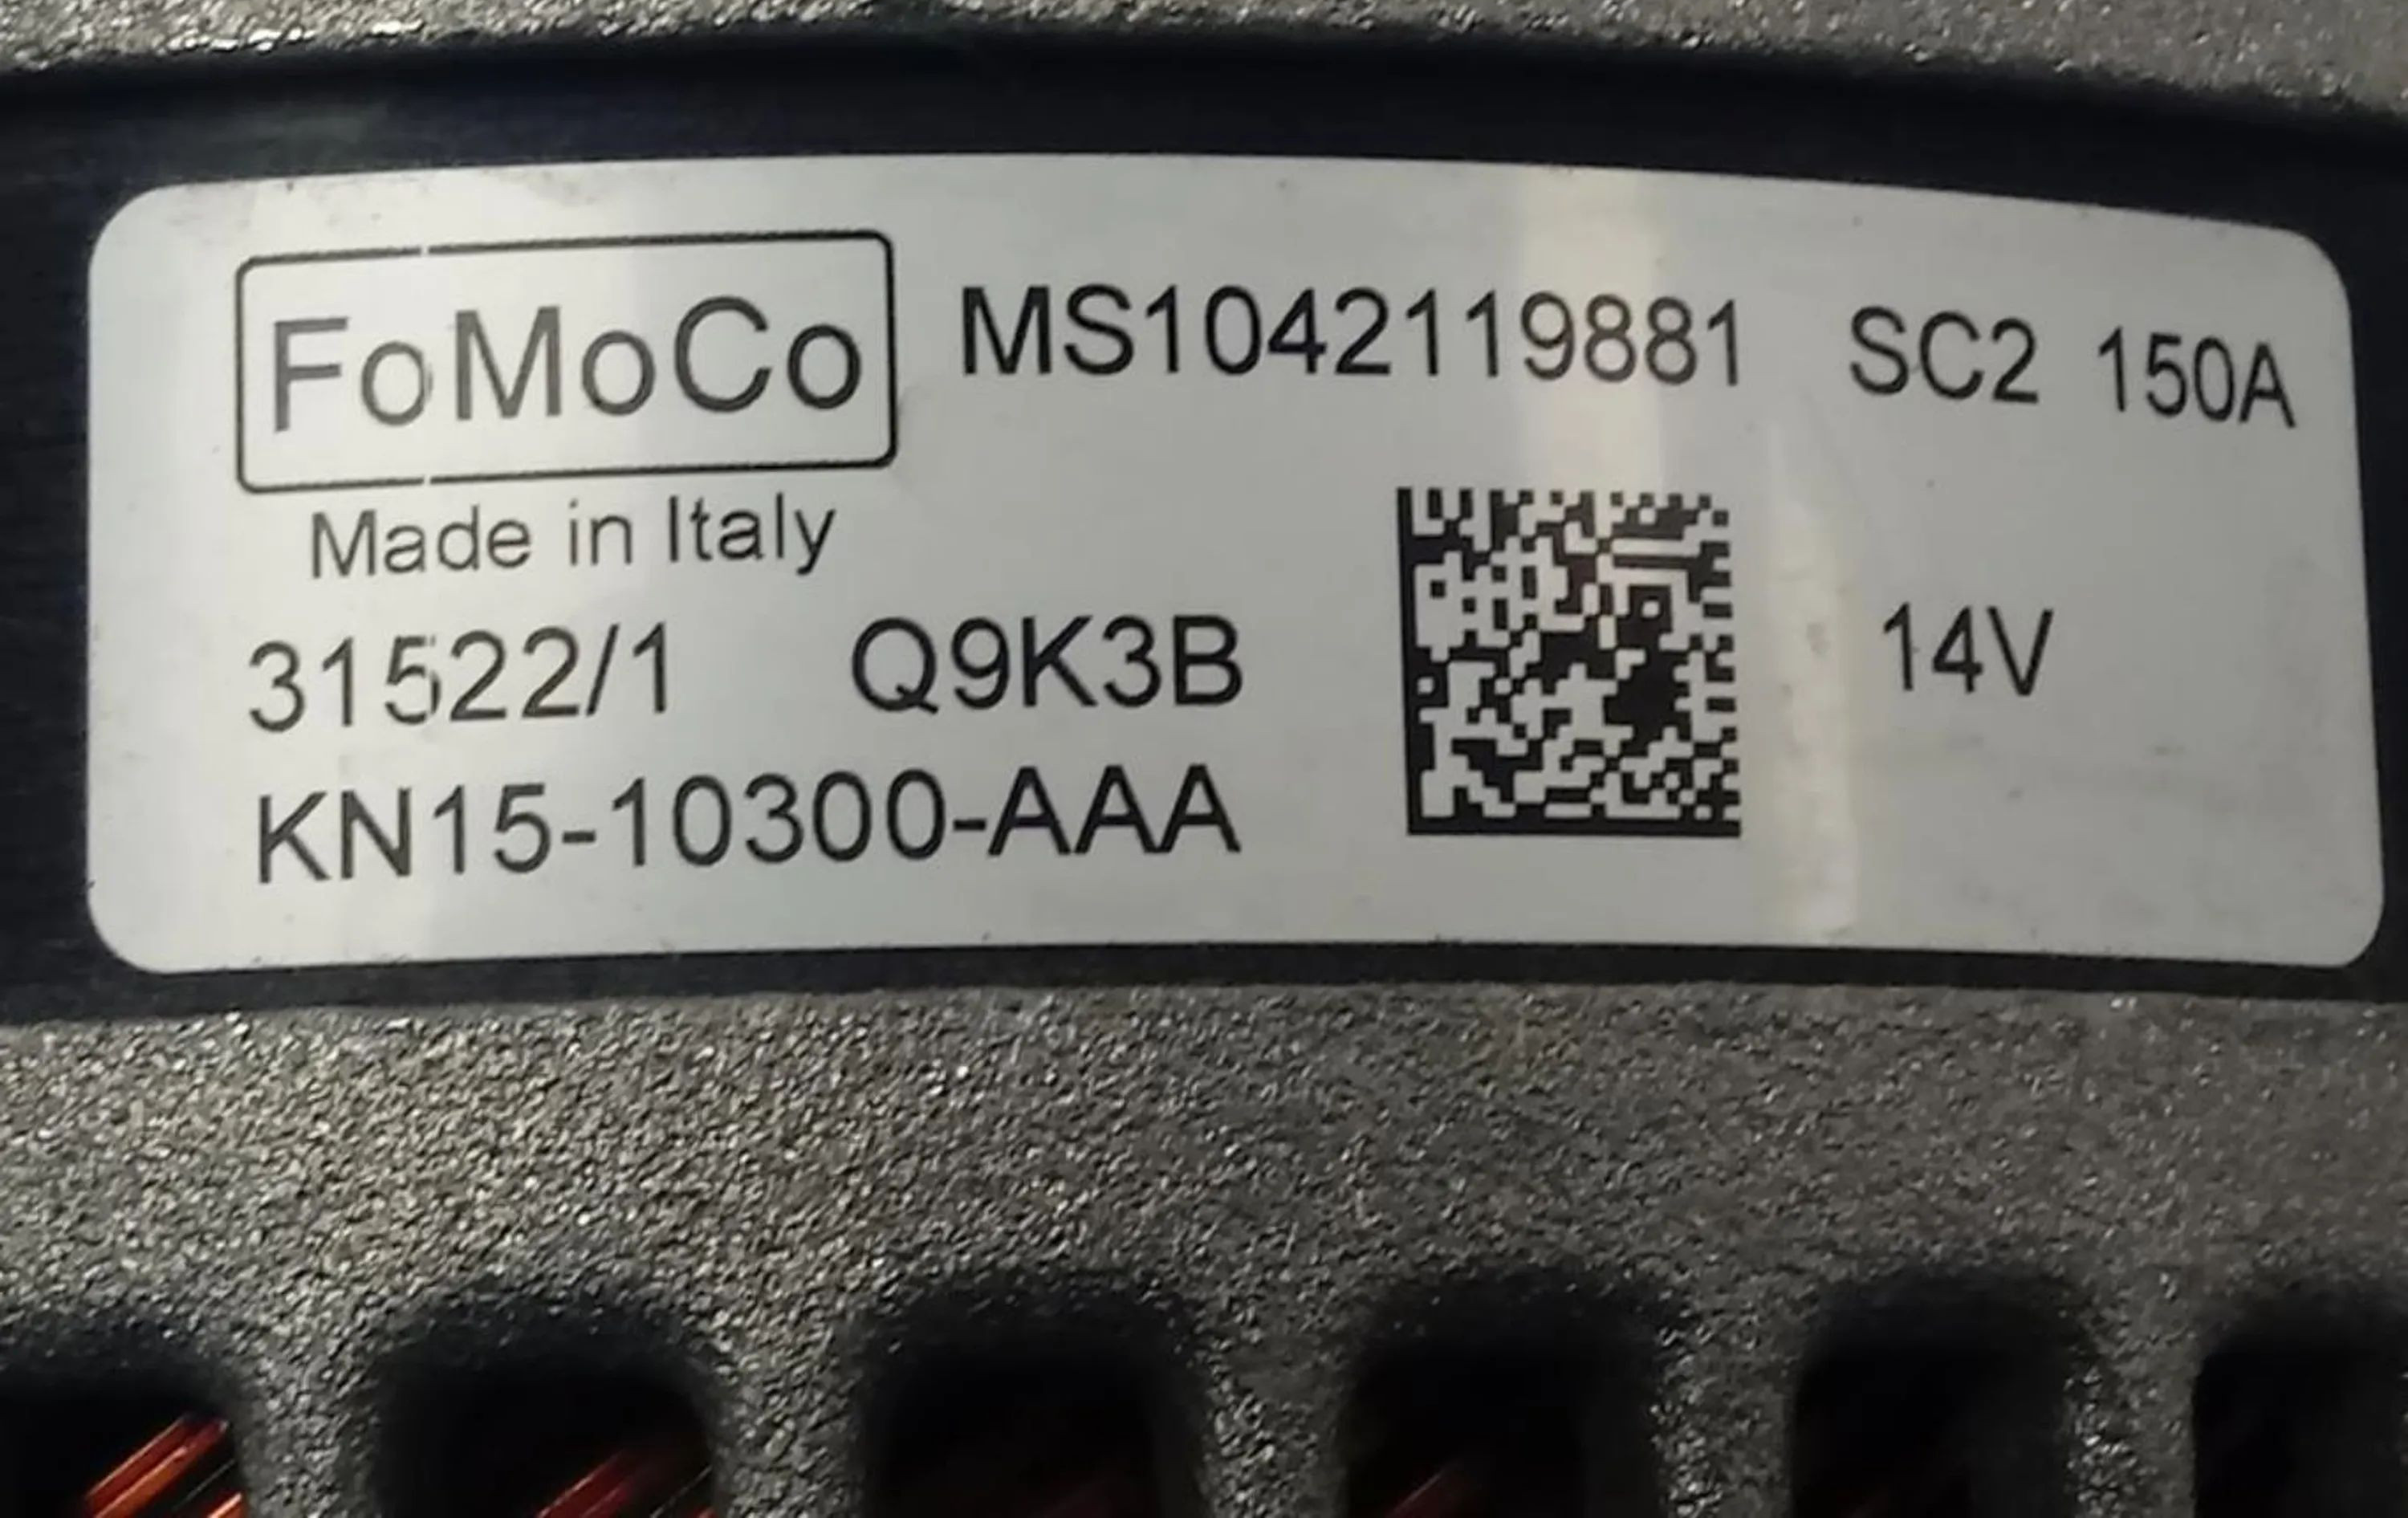 FoMoCo MS1042119881 SC2 150A
Made in Italy
31522/1 Q9K3B 14V
KN15-10300-AAA